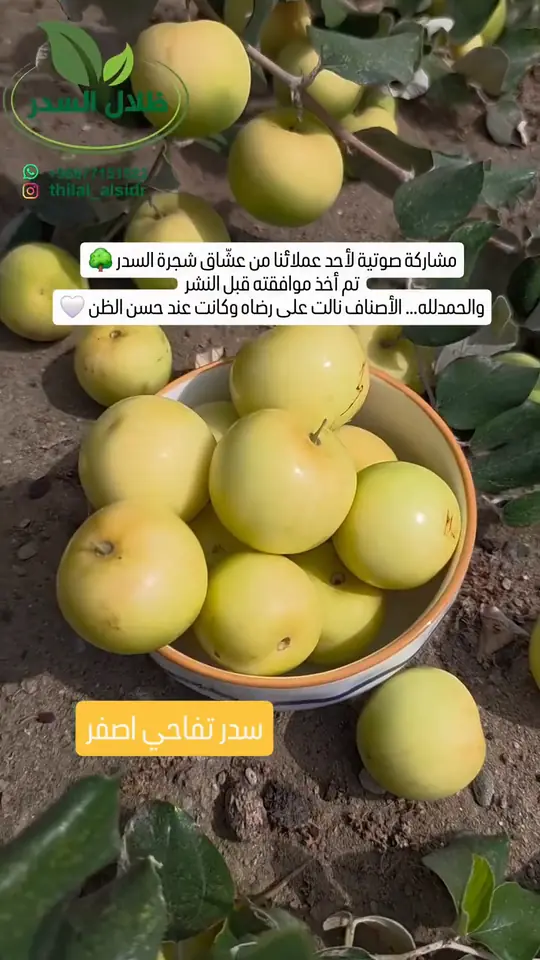 ظلال السدر
thilal_alsidr
مشاركة صوتية لأحد عملائنا من عشّاق شجرة السدر 🌳
تم أخذ موافقته قبل النشر
والحمدلله... الأصناف نالت على رضاه وكانت عند حسن الظن 🤍
سدر تفاحي اصفر